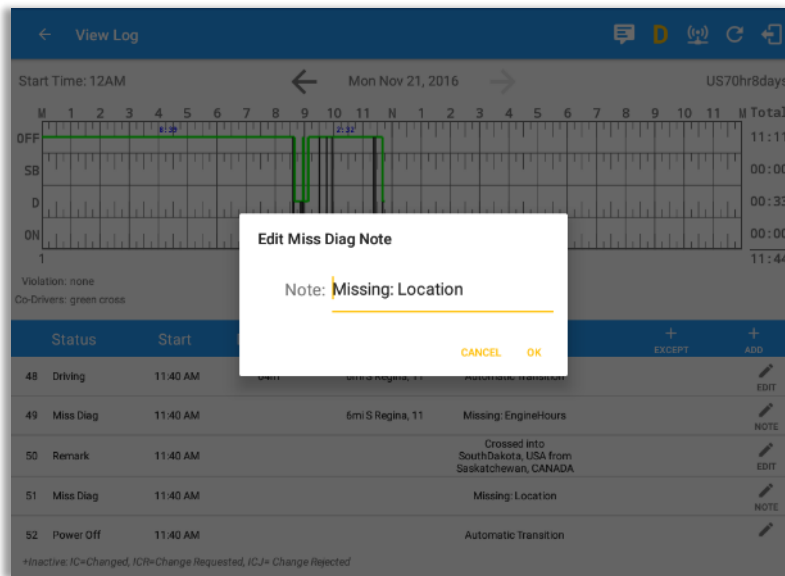 View Log
D
Start Time: 12AM
Mon Nov 21, 2016
US70hr8days
M 1 2 3 4 5 6 7 8 9 10 11 N 1 2 3 4 5 6 7 8 9 10 11 M Total
OFF 11:11
SB 00:00
D 00:33
ON 00:00
1 11:44
Violation: none
Co-Drivers: green cross
Edit Miss Diag Note
Note: Missing: Location
CANCEL OK
Status Start
EXCEPT
ADD
48 Driving 11:40 AM Automatic Transition
EDIT
49 Miss Diag 11:40 AM 6mi S Regina, 11 Missing: EngineHours
NOTE
50 Remark 11:40 AM
Crossed into
SouthDakota, USA from
Saskatchewan, CANADA
EDIT
51 Miss Diag 11:40 AM Missing: Location
NOTE
52 Power Off 11:40 AM Automatic Transition
+Inactive: IC=Changed, ICR=Change Requested, ICJ= Change Rejected